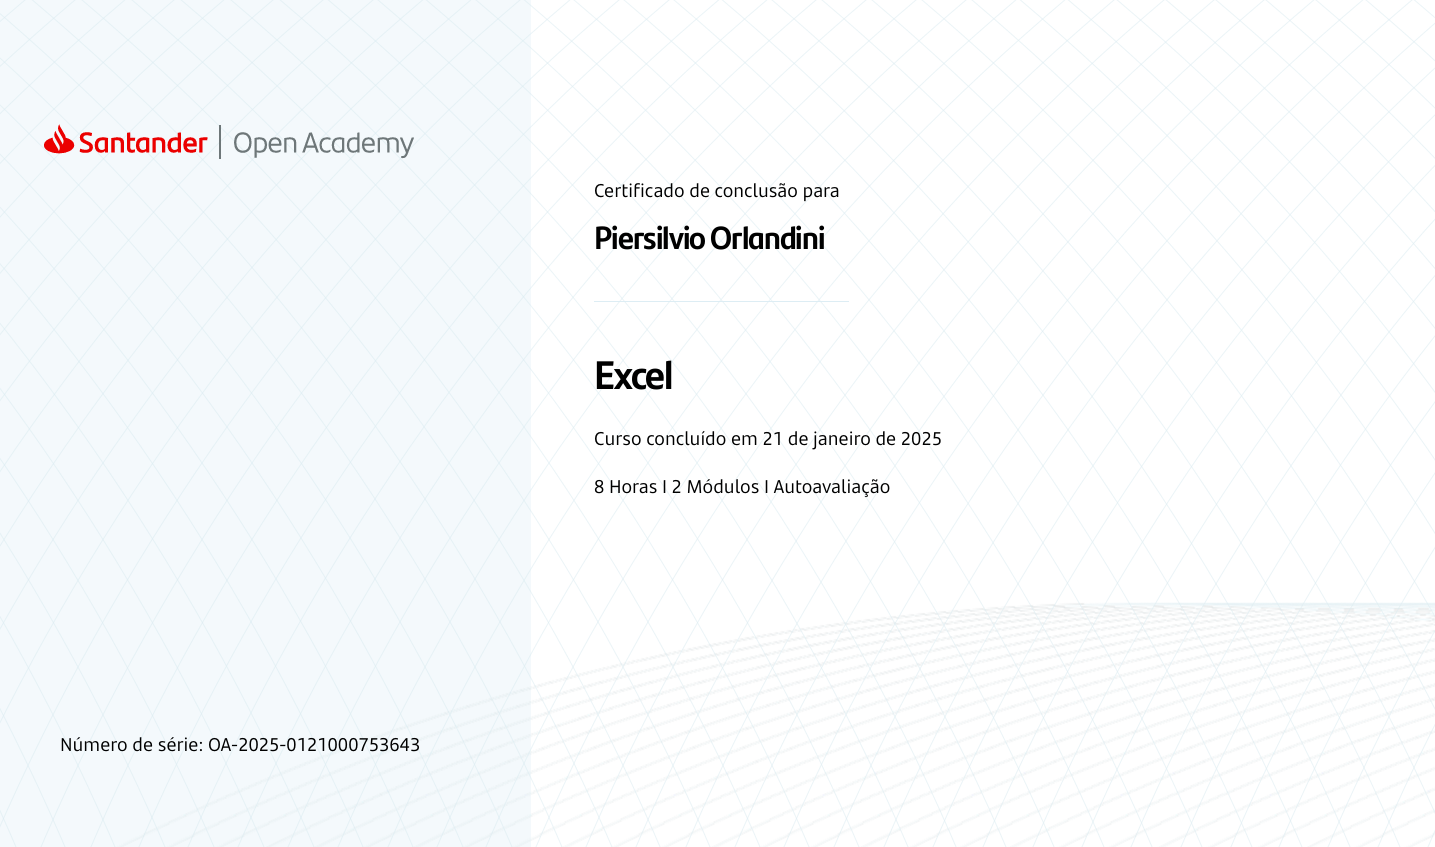 Santander | Open Academy
Certificado de conclusão para
Piersilvio Orlandini
Excel
Curso concluído em 21 de janeiro de 2025
8 Horas I 2 Módulos I Autoavaliação
Número de série: OA-2025-0121000753643